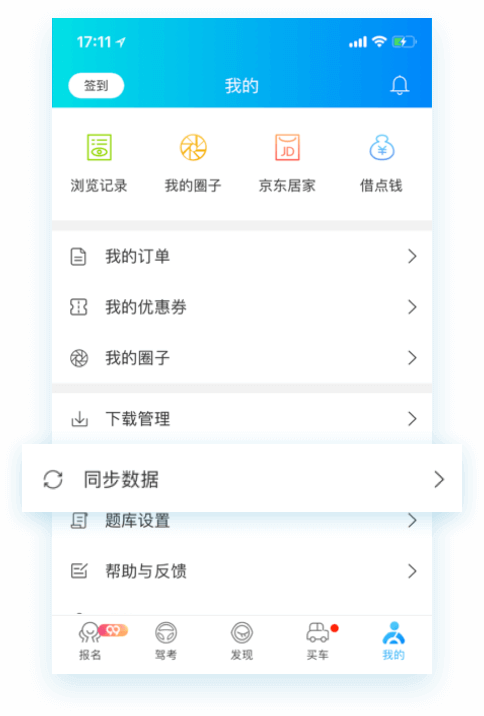 17:11
签到
我的
浏览记录 我的圈子 京东居家 借点钱
JD
我的订单
我的优惠券
我的圈子
下载管理
同步数据
题库设置
帮助与反馈
报名 驾考 发现 买车 我的